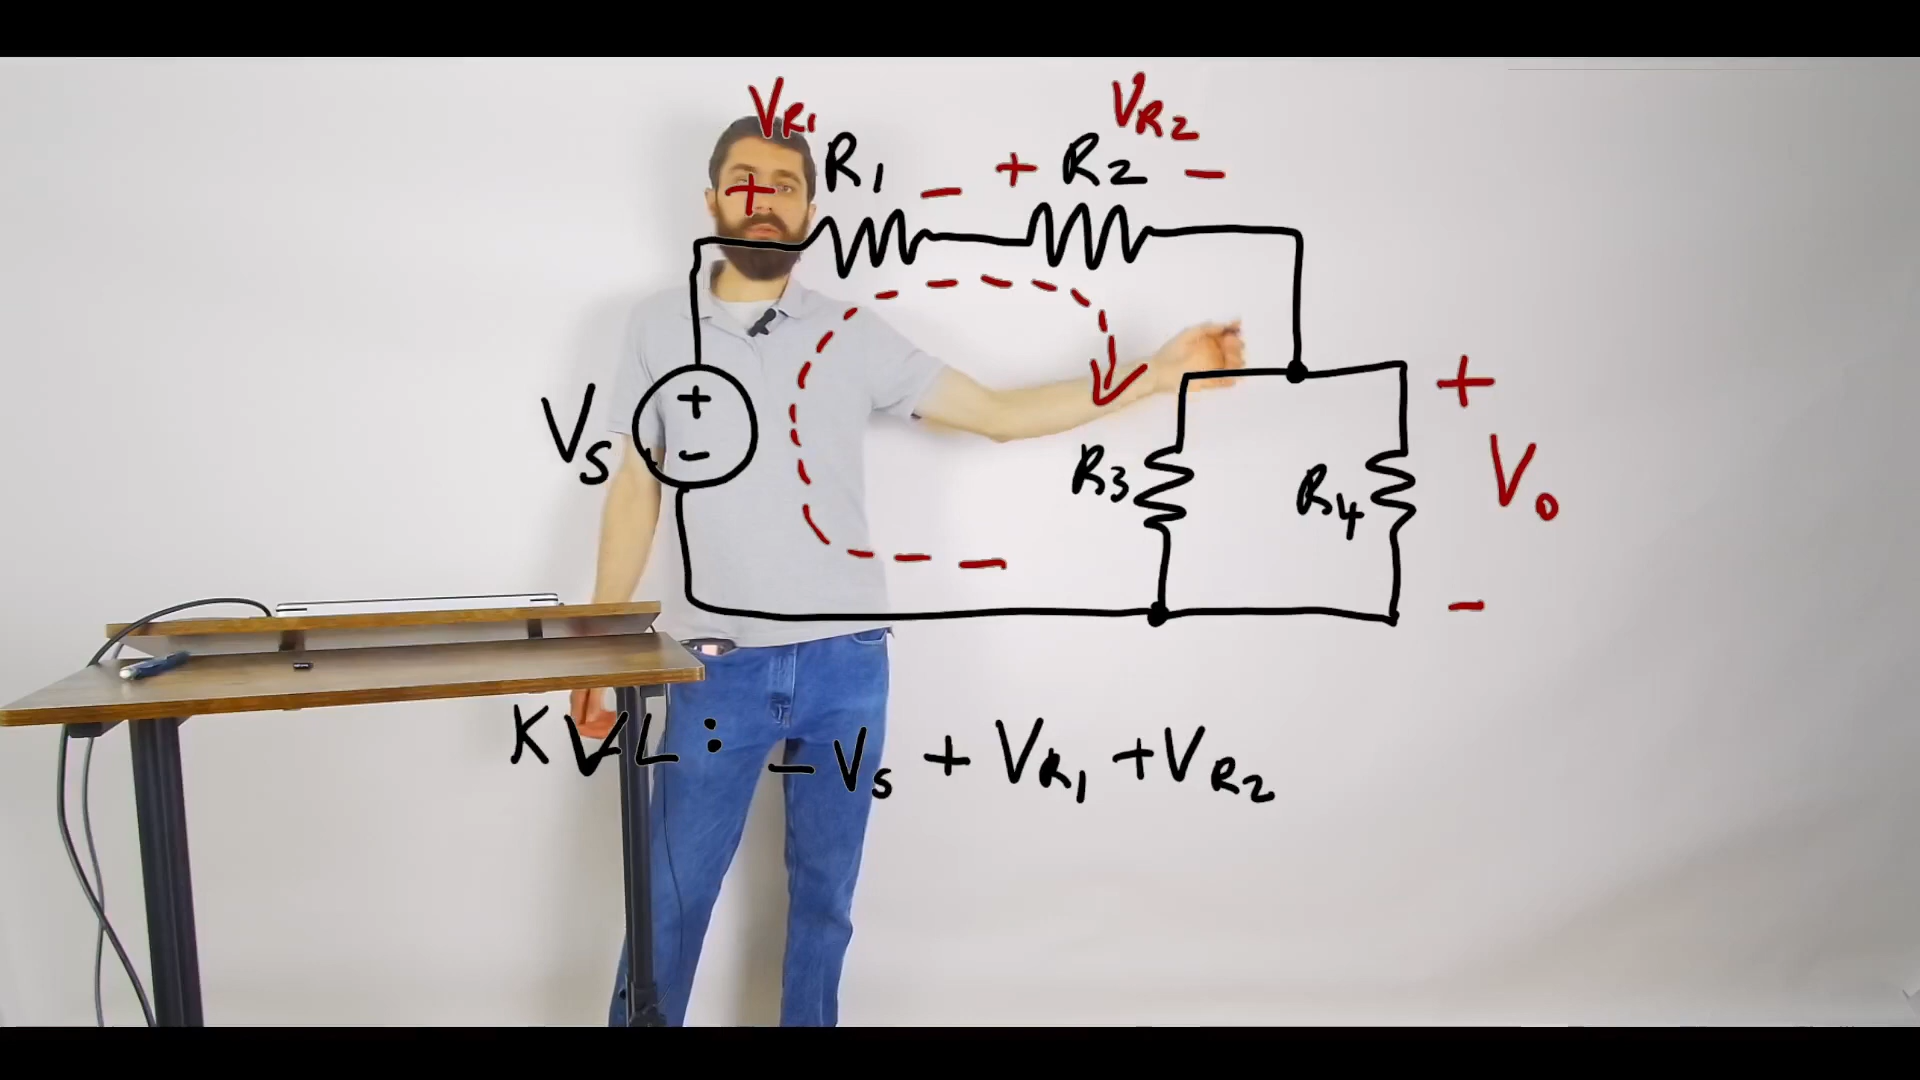 VR1 VR2
+ R1 - + R2 -
+
VS + - R3 R4 Vo
-
KVL: -VS + VR1 +VR2